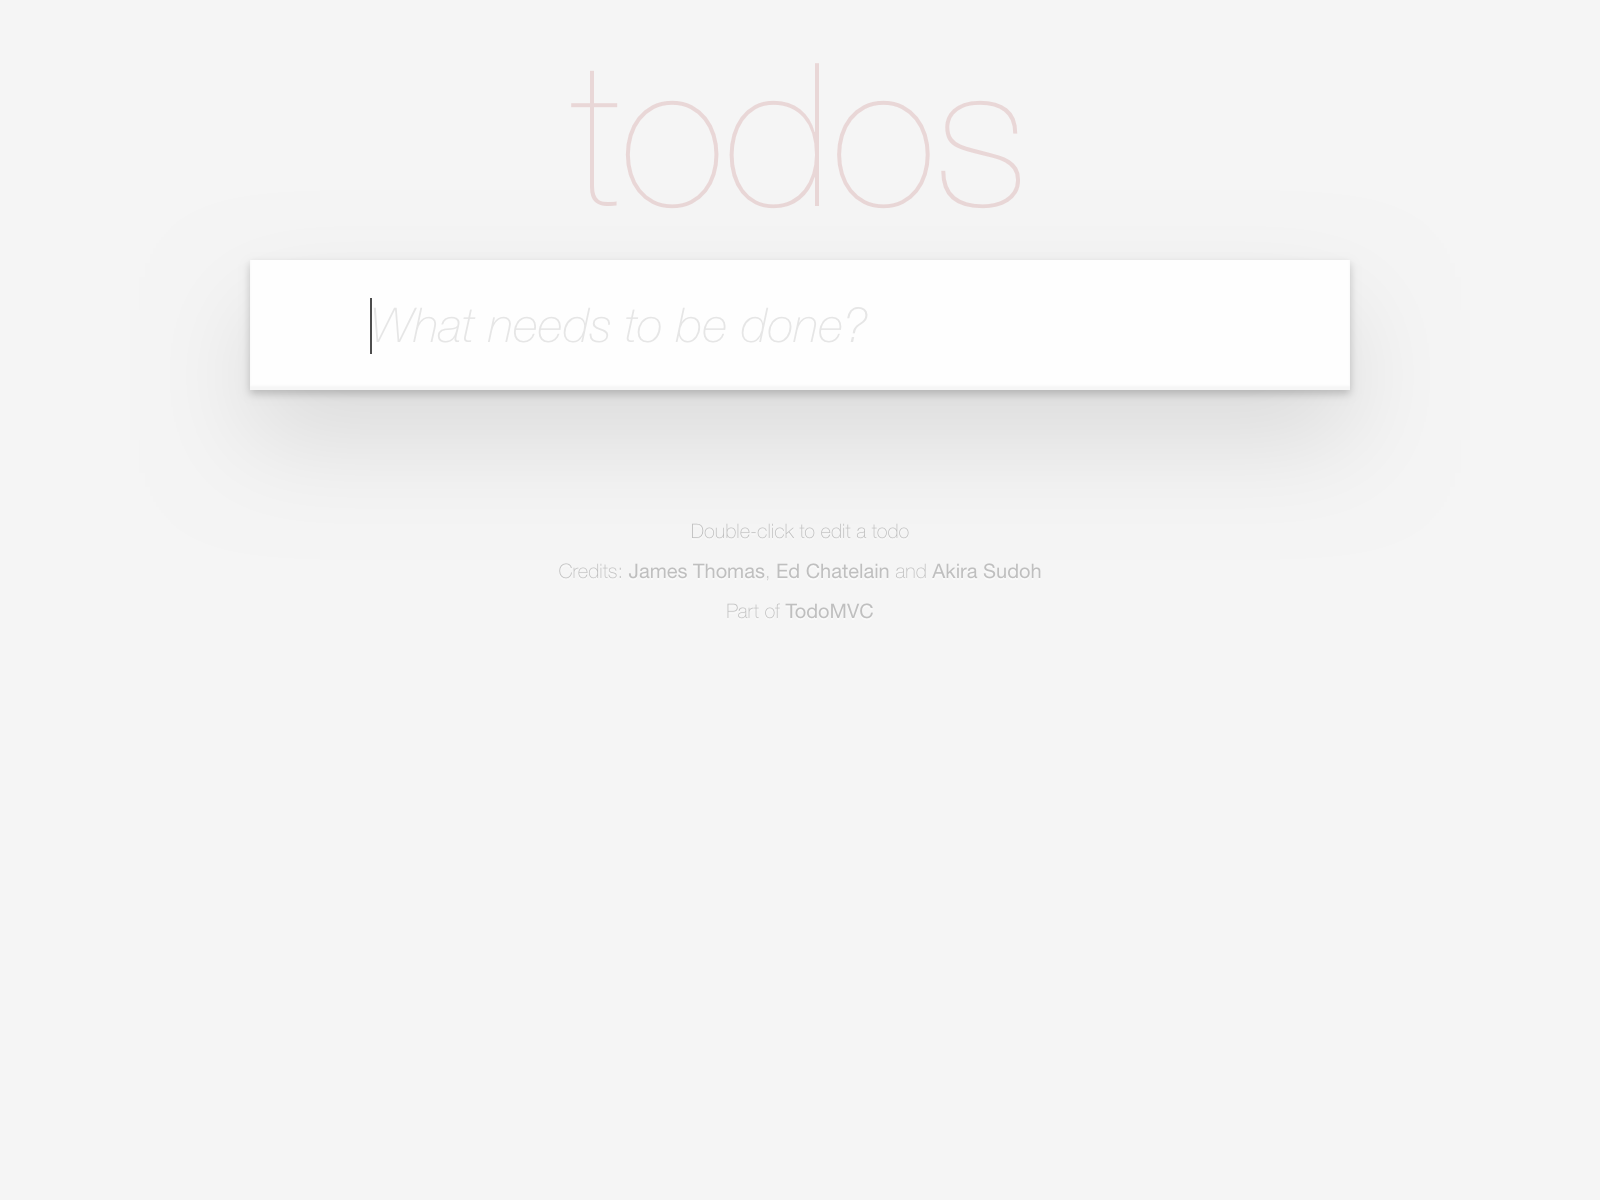 todos
What needs to be done?
Double-click to edit a todo
Credits: James Thomas, Ed Chatelain and Akira Sudoh
Part of TodoMVC